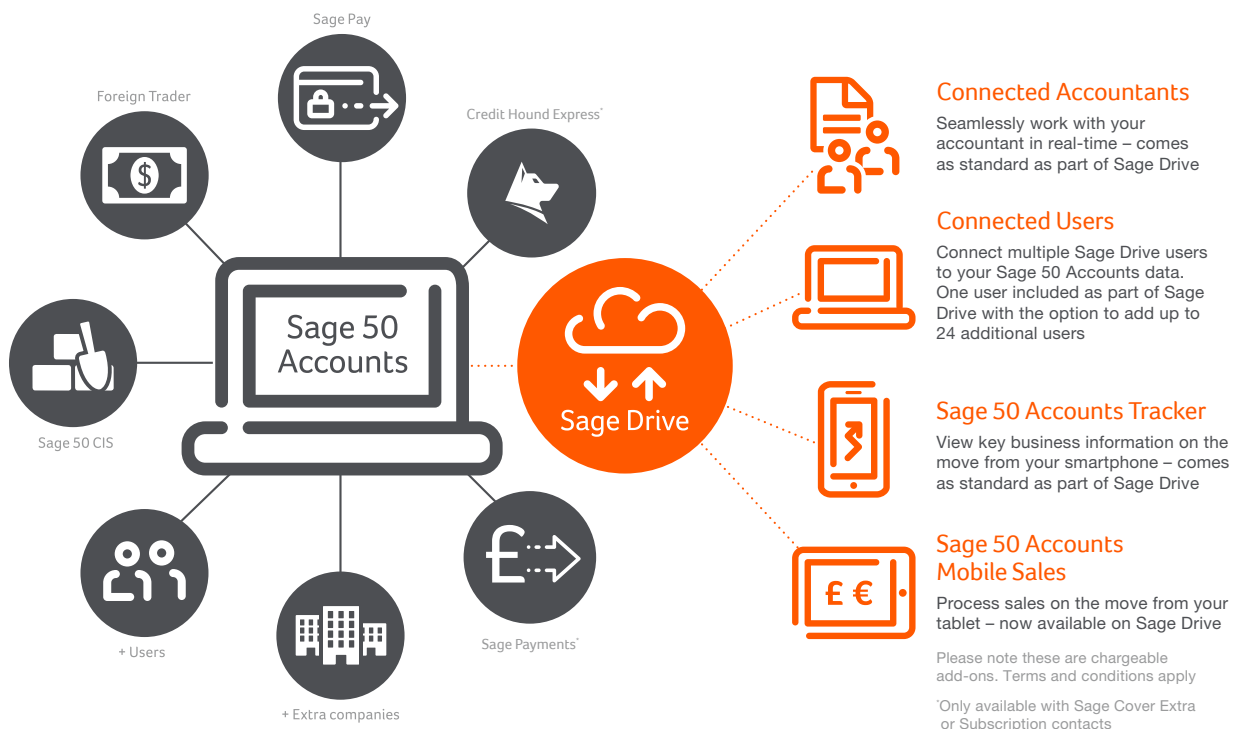 Sage Pay
Foreign Trader
Credit Hound Express*
$
Sage 50
Accounts
Sage 50 CIS
+ Users
+ Extra companies
£
Sage Payments*
Sage Drive
Connected Accountants
Seamlessly work with your
accountant in real-time – comes
as standard as part of Sage Drive
Connected Users
Connect multiple Sage Drive users
to your Sage 50 Accounts data.
One user included as part of Sage
Drive with the option to add up to
24 additional users
Sage 50 Accounts Tracker
View key business information on the
move from your smartphone – comes
as standard as part of Sage Drive
£ €
Sage 50 Accounts
Mobile Sales
Process sales on the move from your
tablet – now available on Sage Drive
Please note these are chargeable
add-ons. Terms and conditions apply
*Only available with Sage Cover Extra
or Subscription contacts